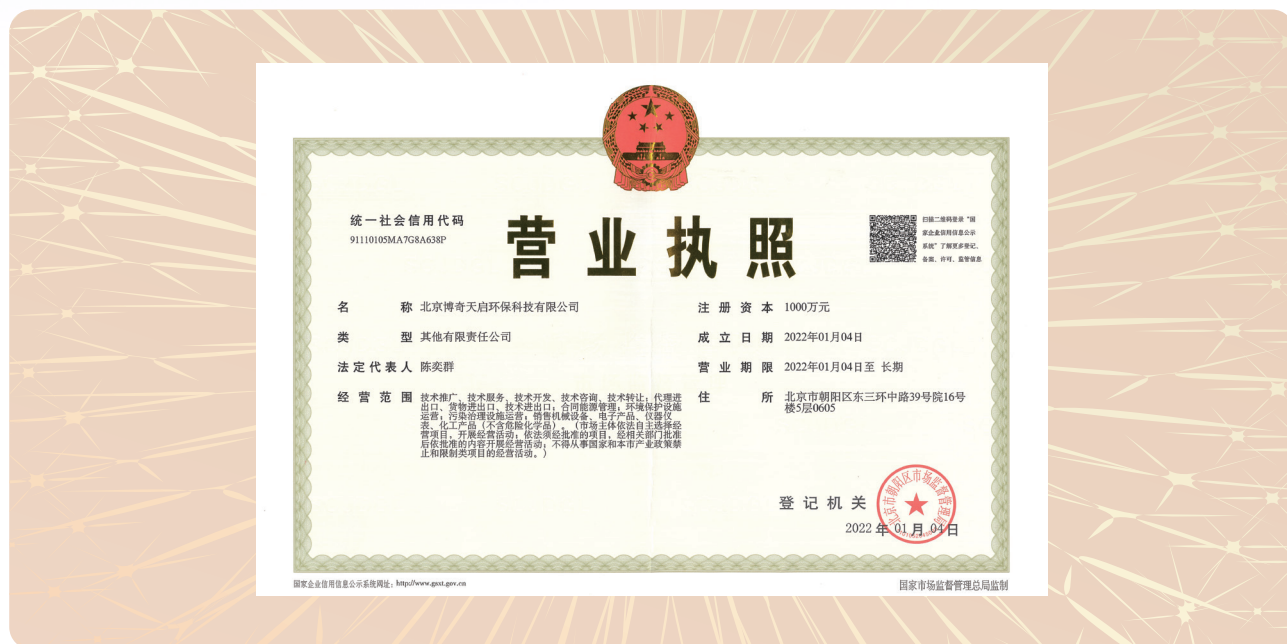 统一社会信用代码
91110105MA7G8A638P
营业执照
扫描二维码登录“国
家企业信用信息公示
系统”了解更多登记、
备案、许可、监管信息
名称 北京博奇天启环保科技有限公司
类型 其他有限责任公司
法定代表人 陈奕群
经营范围 技术推广、技术服务、技术开发、技术咨询、技术转让；代理进
出口、货物进出口、技术进出口；合同能源管理；环境保护设施
运营；污染治理设施运营；销售机械设备、电子产品、仪器仪
表、化工产品（不含危险化学品）。（市场主体依法自主选择经
营项目，开展经营活动；依法须经批准的项目，经相关部门批准
后依批准的内容开展经营活动；不得从事国家和本市产业政策禁
止和限制类项目的经营活动。）
注册资本 1000万元
成立日期 2022年01月04日
营业期限 2022年01月04日至 长期
住所 北京市朝阳区东三环中路39号院16号
楼5层0605
登记机关
北京市朝阳区市场监督管理局
2022年01月04日
国家企业信用信息公示系统网址：http://www.gsxt.gov.cn
国家市场监督管理总局监制